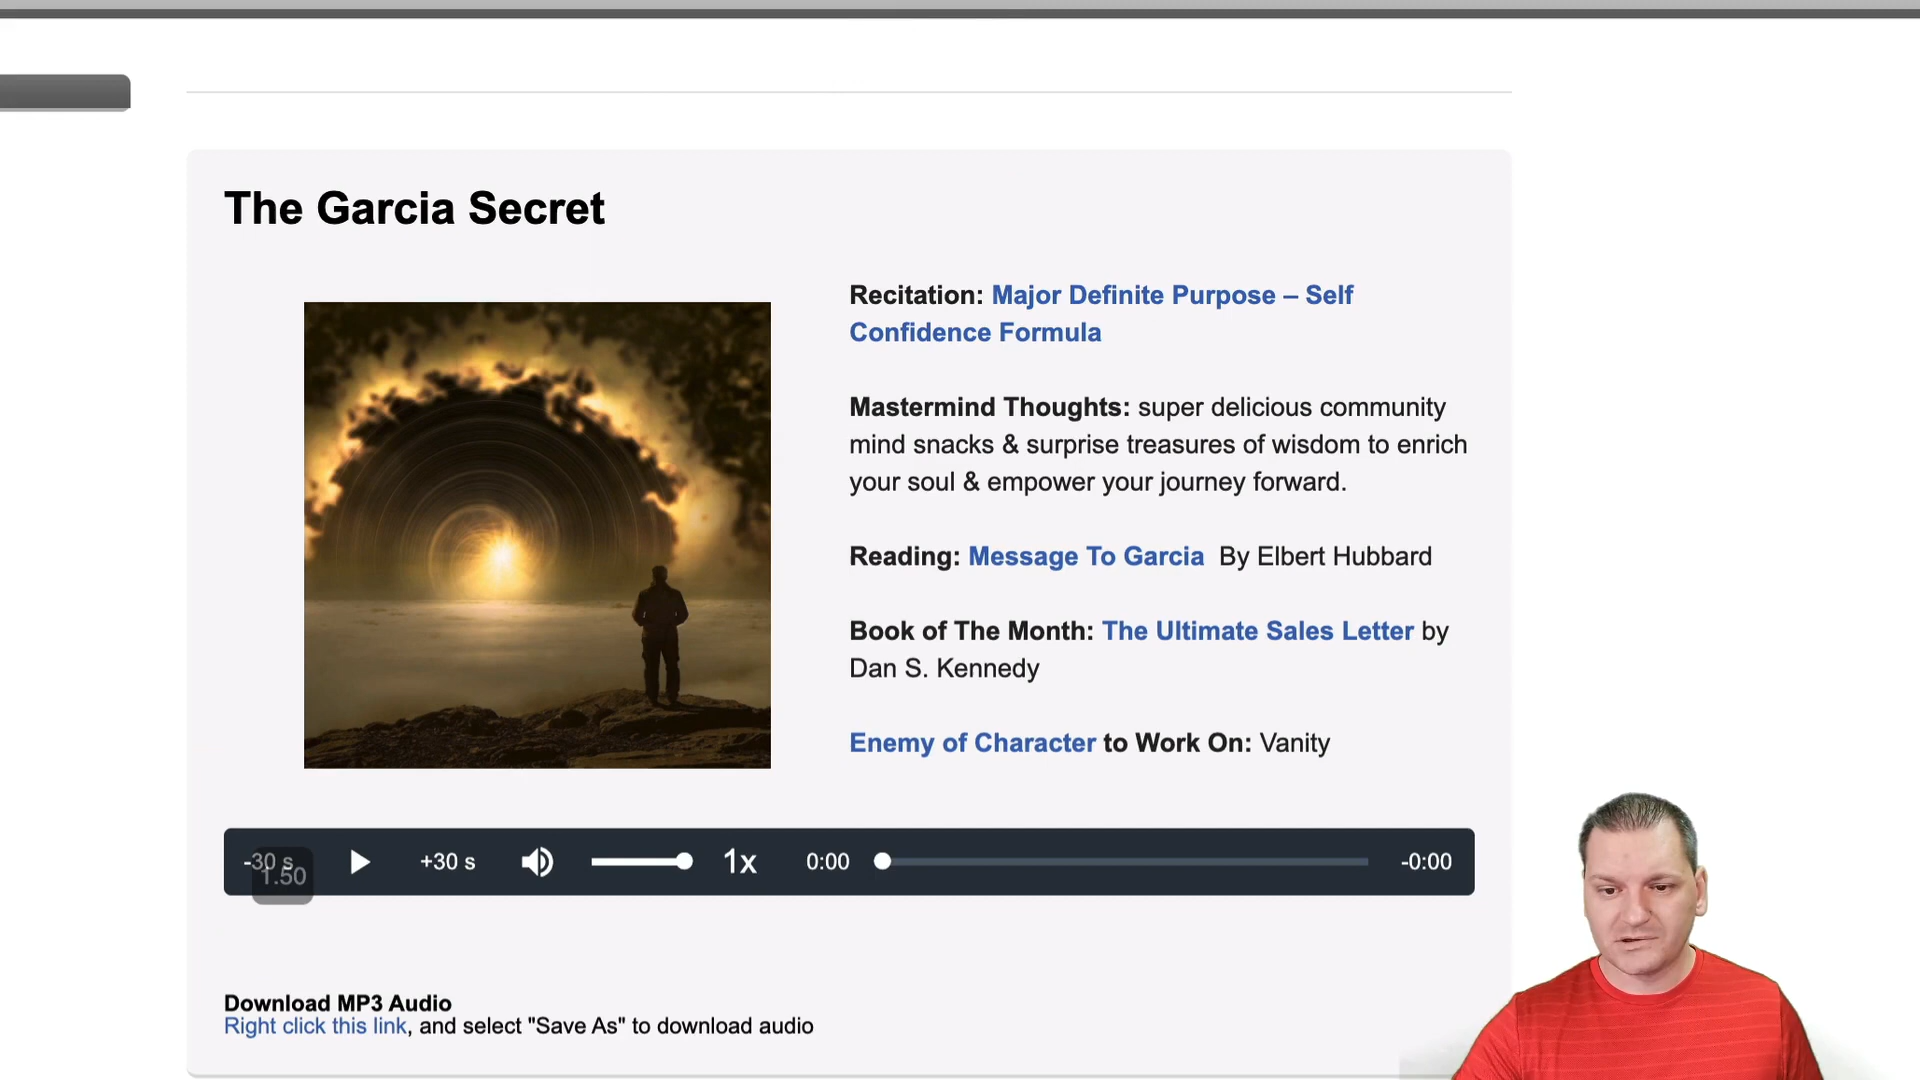 The Garcia Secret
Recitation: Major Definite Purpose – Self
Confidence Formula
Mastermind Thoughts: super delicious community
mind snacks & surprise treasures of wisdom to enrich
your soul & empower your journey forward.
Reading: Message To Garcia By Elbert Hubbard
Book of The Month: The Ultimate Sales Letter by
Dan S. Kennedy
Enemy of Character to Work On: Vanity
-30 s +30 s 1x 0:00 -0:00
1.50
Download MP3 Audio
Right click this link, and select "Save As" to download audio